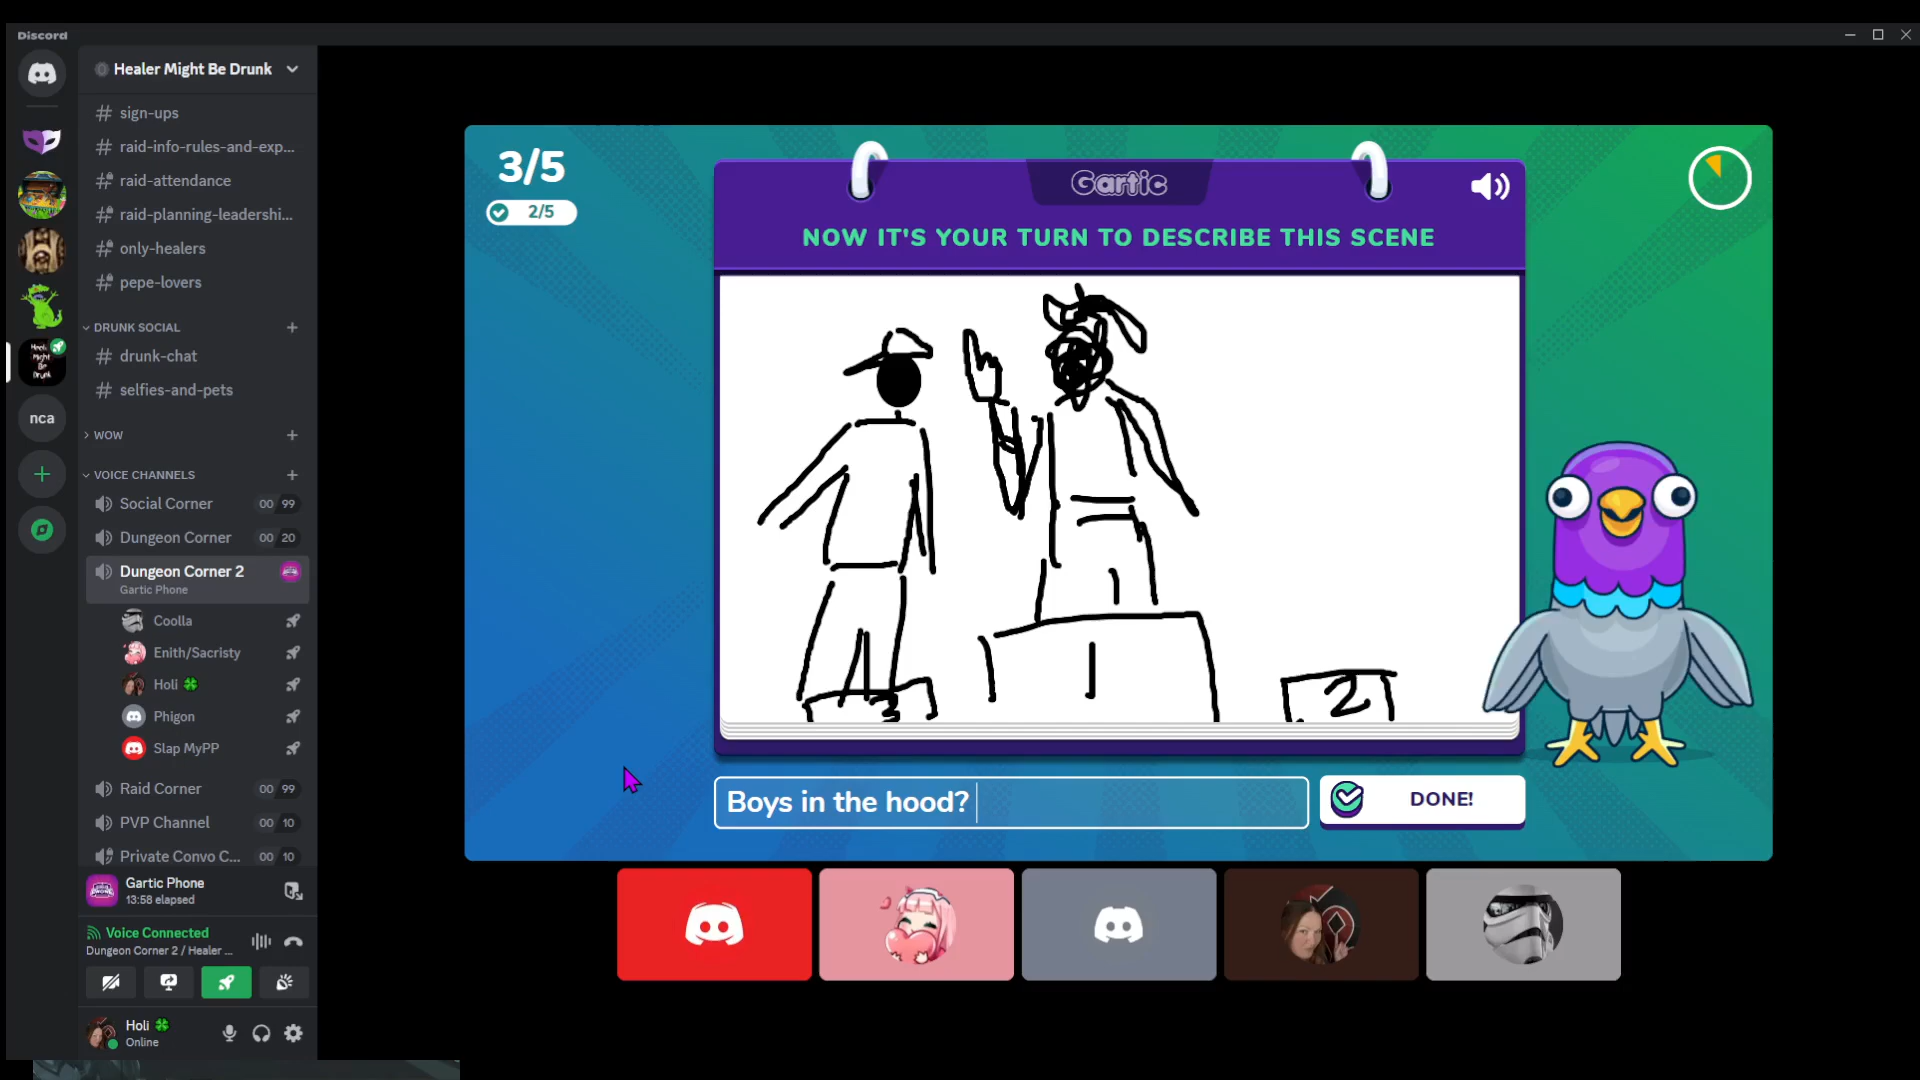 Discord
Healer Might Be Drunk
sign-ups
raid-info-rules-and-exp...
raid-attendance
raid-planning-leadershi...
only-healers
pepe-lovers
DRUNK SOCIAL
drunk-chat
selfies-and-pets
nca
WOW
VOICE CHANNELS
Social Corner 00 99
Dungeon Corner 00 20
Dungeon Corner 2
Gartic Phone
Coolla
Enith/Sacristy
Holi
Phigon
Slap MyPP
Raid Corner 00 99
PVP Channel 00 10
Private Convo C... 00 10
Gartic Phone
13:58 elapsed
Voice Connected
Dungeon Corner 2 / Healer ...
Holi
Online
3/5
2/5
Gartic
NOW IT'S YOUR TURN TO DESCRIBE THIS SCENE
3
1
2
Boys in the hood?
DONE!